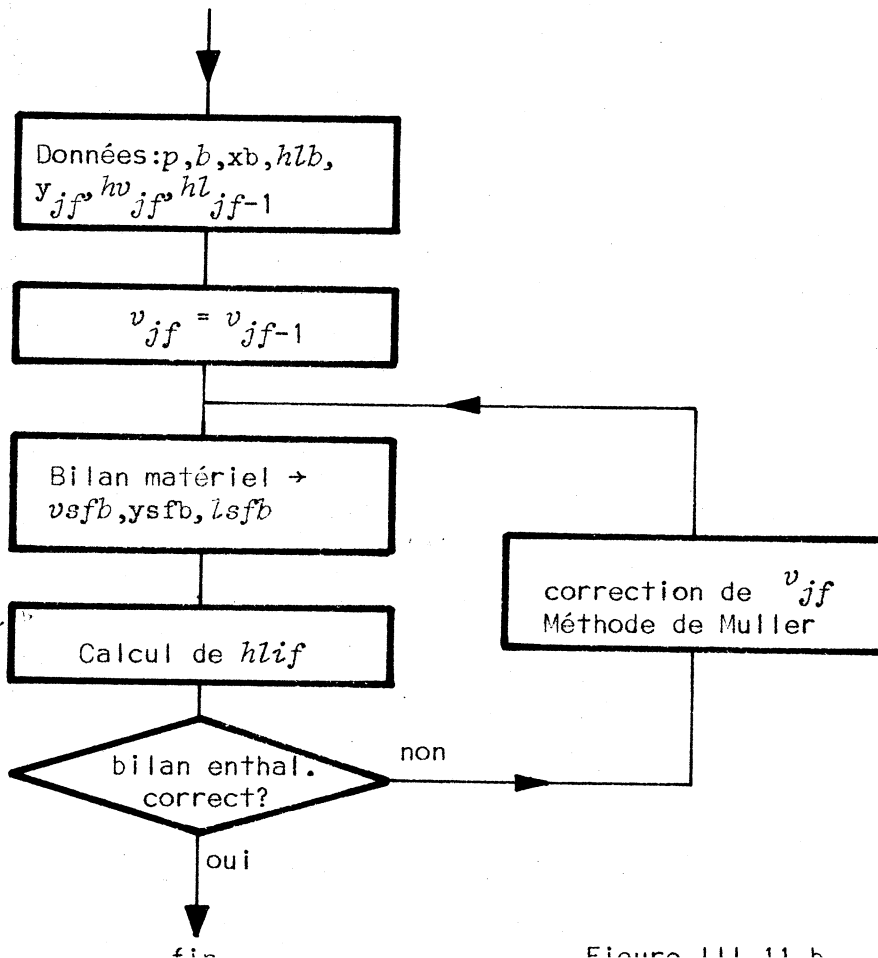 Données:p,b,xb,hlb,
y_jf, hv_jf, hl_jf-1
v_jf = v_jf-1
Bilan matériel →
vsfb,ysfb,lsfb
correction de v_jf
Méthode de Muller
Calcul de hlif
bilan enthal.
correct?
non
oui
fin
Figure III.11.b